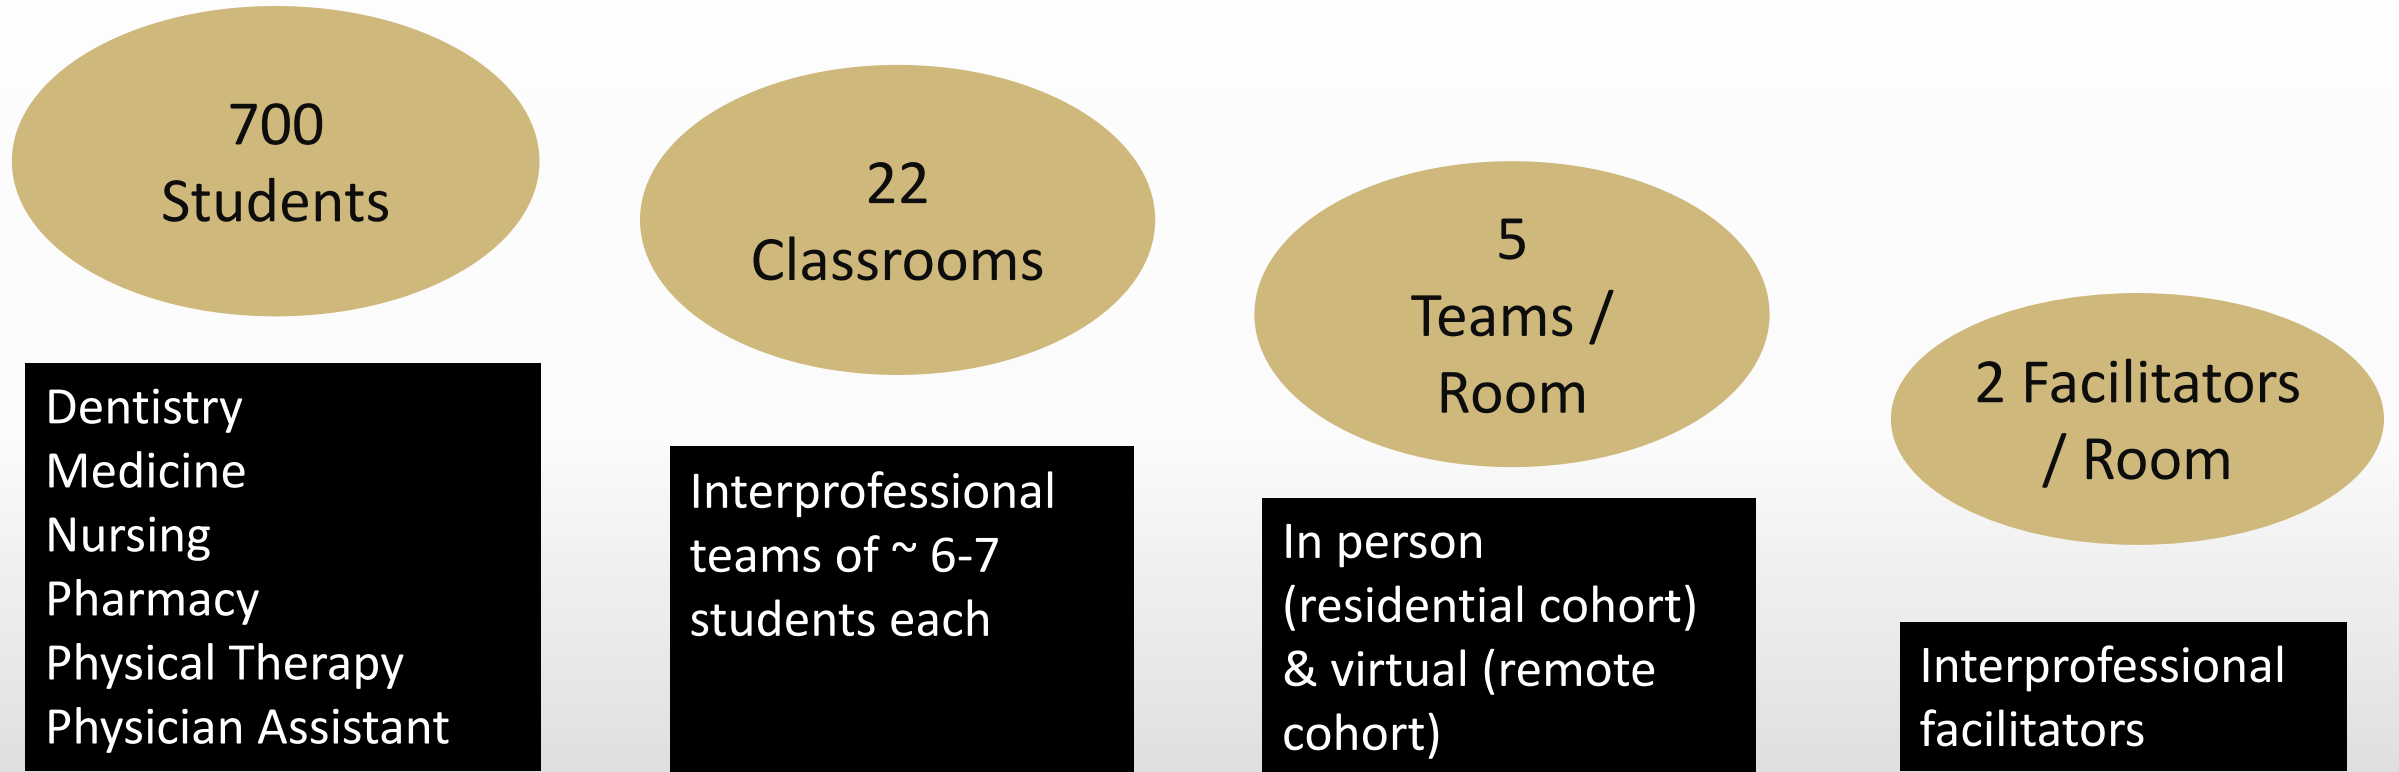 700
Students
Dentistry
Medicine
Nursing
Pharmacy
Physical Therapy
Physician Assistant
22
Classrooms
Interprofessional
teams of ~ 6-7
students each
5
Teams /
Room
In person
(residential cohort)
& virtual (remote
cohort)
2 Facilitators
/ Room
Interprofessional
facilitators